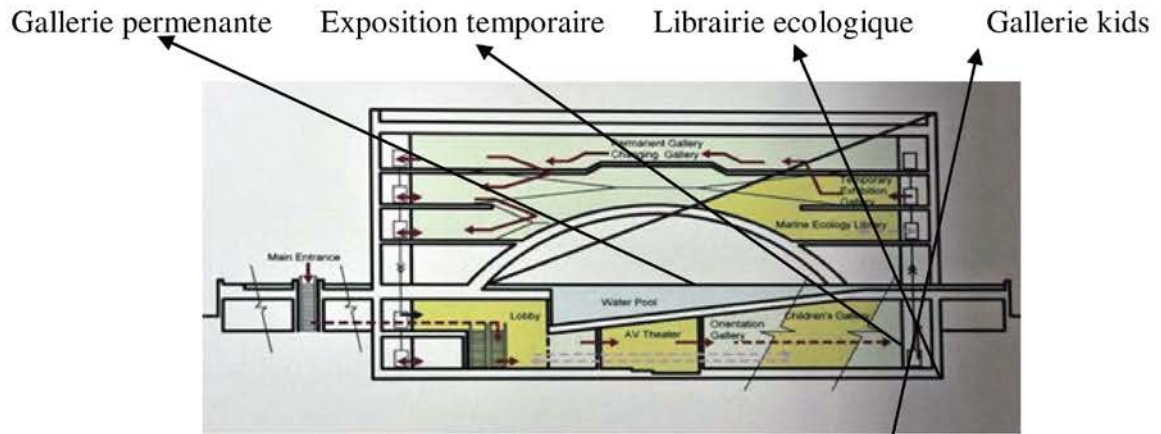 Gallerie permenante Exposition temporaire Librairie ecologique Gallerie kids
Permanent Gallery
Changing Gallery
Temporary
Exhibition
Gallery
Marine Ecology Library
Main Entrance
Water Pool
Lobby
AV Theater
Orientation
Gallery
Children's Gallery